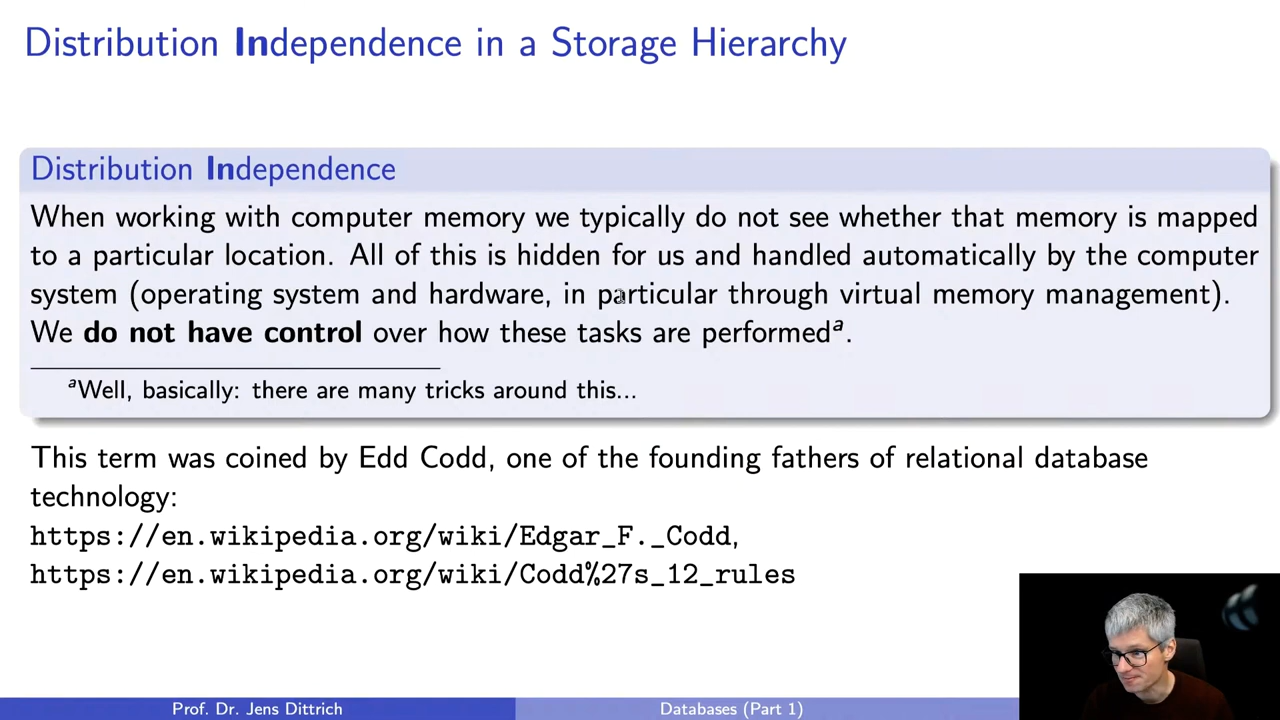 Distribution Independence in a Storage Hierarchy
Distribution Independence
When working with computer memory we typically do not see whether that memory is mapped
to a particular location. All of this is hidden for us and handled automatically by the computer
system (operating system and hardware, in particular through virtual memory management).
We do not have control over how these tasks are performedᵃ.
ᵃWell, basically: there are many tricks around this...
This term was coined by Edd Codd, one of the founding fathers of relational database
technology:
https://en.wikipedia.org/wiki/Edgar_F._Codd,
https://en.wikipedia.org/wiki/Codd%27s_12_rules
Prof. Dr. Jens Dittrich
Databases (Part 1)